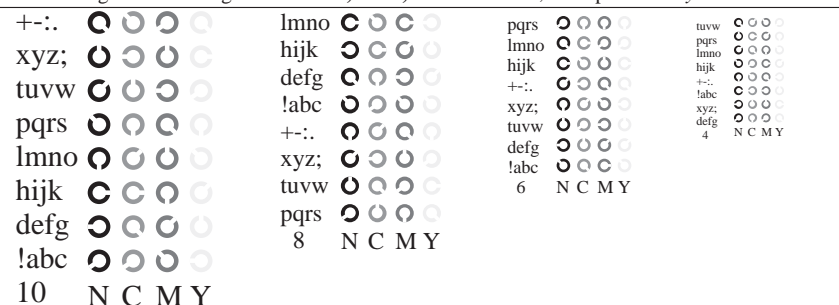 +-:.
xyz;
tuvw
pqrs
lmno
hijk
defg
!abc
10 N C M Y
lmno
hijk
defg
!abc
+-:.
xyz;
tuvw
pqrs
8 N C M Y
pqrs
lmno
hijk
+-:.
xyz;
tuvw
defg
!abc
6 N C M Y
tuvw
pqrs
lmno
hijk
+-:.
!abc
xyz;
defg
4 N C M Y